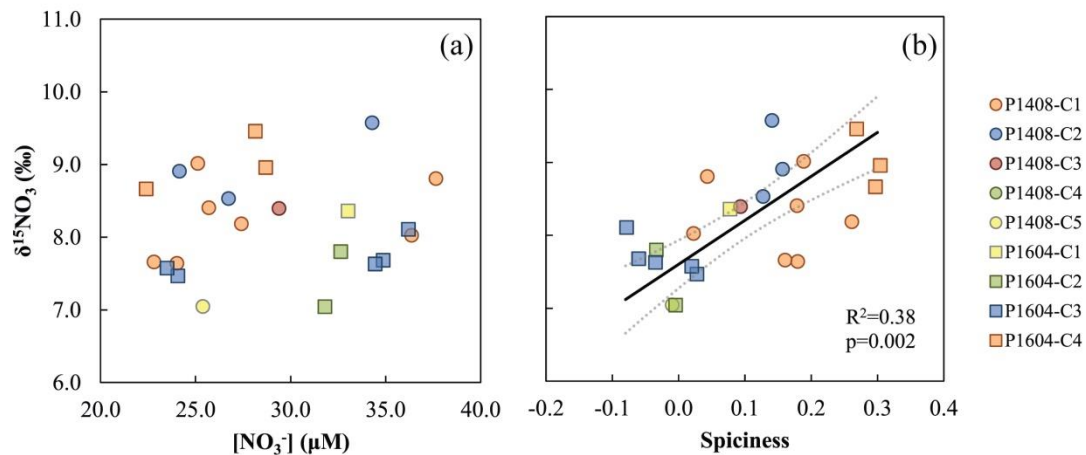 (a)
11.0
10.0
9.0
8.0
7.0
6.0
δ¹⁵NO₃ (‰)
20.0 25.0 30.0 35.0 40.0
[NO₃⁻] (µM)
(b)
R²=0.38
p=0.002
-0.2 -0.1 0.0 0.1 0.2 0.3 0.4
Spiciness
P1408-C1
P1408-C2
P1408-C3
P1408-C4
P1408-C5
P1604-C1
P1604-C2
P1604-C3
P1604-C4